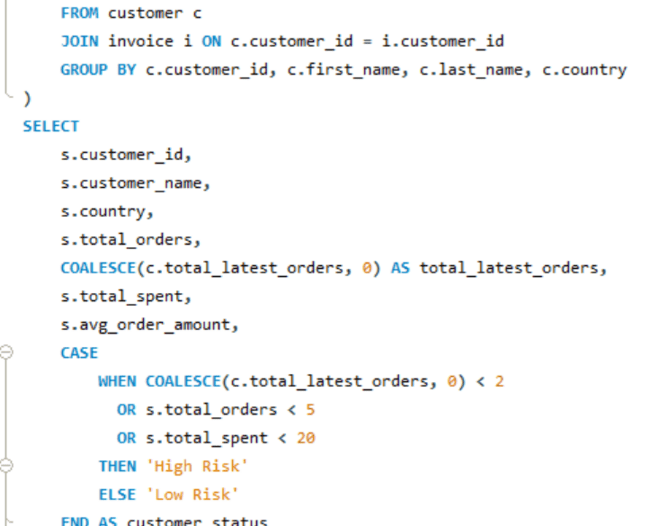 FROM customer c
JOIN invoice i ON c.customer_id = i.customer_id
GROUP BY c.customer_id, c.first_name, c.last_name, c.country
)
SELECT
s.customer_id,
s.customer_name,
s.country,
s.total_orders,
COALESCE(c.total_latest_orders, 0) AS total_latest_orders,
s.total_spent,
s.avg_order_amount,
CASE
WHEN COALESCE(c.total_latest_orders, 0) < 2
OR s.total_orders < 5
OR s.total_spent < 20
THEN 'High Risk'
ELSE 'Low Risk'
END AS customer_status